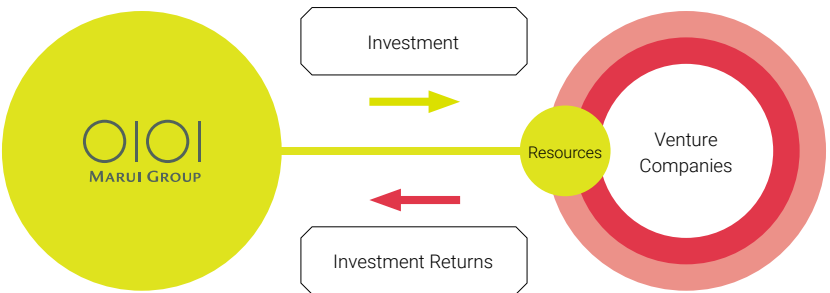 Investment
OIOI
MARUI GROUP
Resources
Venture
Companies
Investment Returns